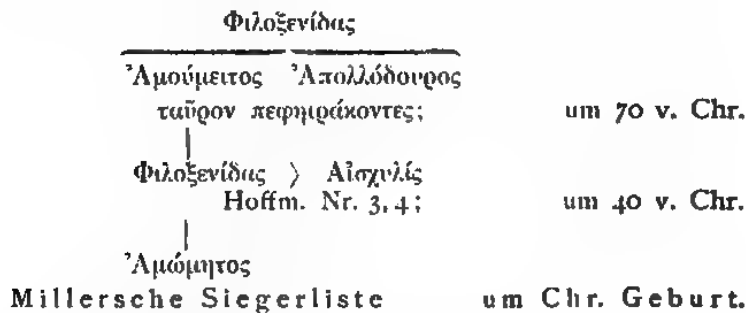 Φιλοξενίδας
Ἀμούμειτος Ἀπολλόδουρος
ταῦρον πεφειράκοντες; um 70 v. Chr.
Φιλοξενίδας 〉 Αἰσχυλίς
Hoffm. Nr. 3, 4; um 40 v. Chr.
Ἀμώμητος
Millersche Siegerliste um Chr. Geburt.